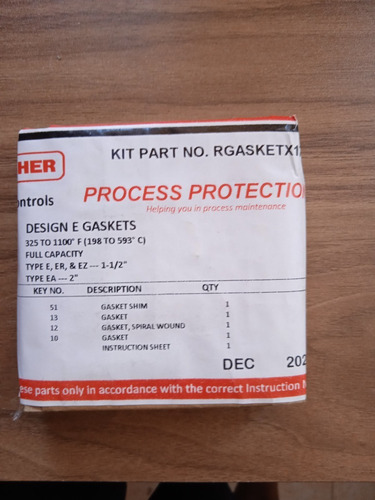 HER
KIT PART NO. RGASKETX1
ontrols
PROCESS PROTECTIO
Helping you in process maintenance
DESIGN E GASKETS
325 TO 1100° F (198 TO 593° C)
FULL CAPACITY
TYPE E, ER, & EZ --- 1-1/2"
TYPE EA --- 2"
KEY NO. DESCRIPTION QTY
51 GASKET SHIM 1
13 GASKET 1
12 GASKET, SPIRAL WOUND 1
10 GASKET 1
INSTRUCTION SHEET 1
DEC 202
ese parts only in accordance with the correct Instruction